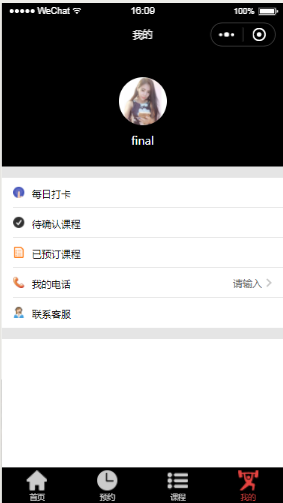 WeChat 16:09 100%
我的
final
每日打卡
待确认课程
已预订课程
我的电话 请输入
联系客服
首页 预约 课程 我的